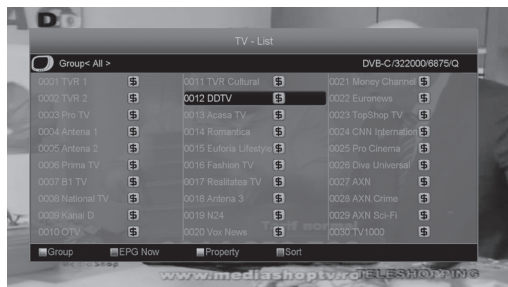 TV - List
Group< All >
DVB-C/322000/6875/Q
0001 TVR 1 $
0002 TVR 2 $
0003 Pro TV $
0004 Antena 1 $
0005 Antena 2 $
0006 Prima TV $
0007 B1 TV $
0008 National TV $
0009 Kanal D $
0010 OTV $
0011 TVR Cultural $
0012 DDTV $
0013 Acasa TV $
0014 Romantica $
0015 Euforia Lifestyle $
0016 Fashion TV $
0017 Realitatea TV $
0018 Antena 3 $
0019 N24 $
0020 Vox News $
0021 Money Channel $
0022 Euronews $
0023 TopShop TV $
0024 CNN Internation $
0025 Pro Cinema $
0026 Diva Universal $
0027 AXN $
0028 AXN Crime $
0029 AXN Sci-Fi $
0030 TV1000 $
Tarif normal
Group
EPG Now
Property
Sort
www.mediashoptv.ro
TELESHOPPING